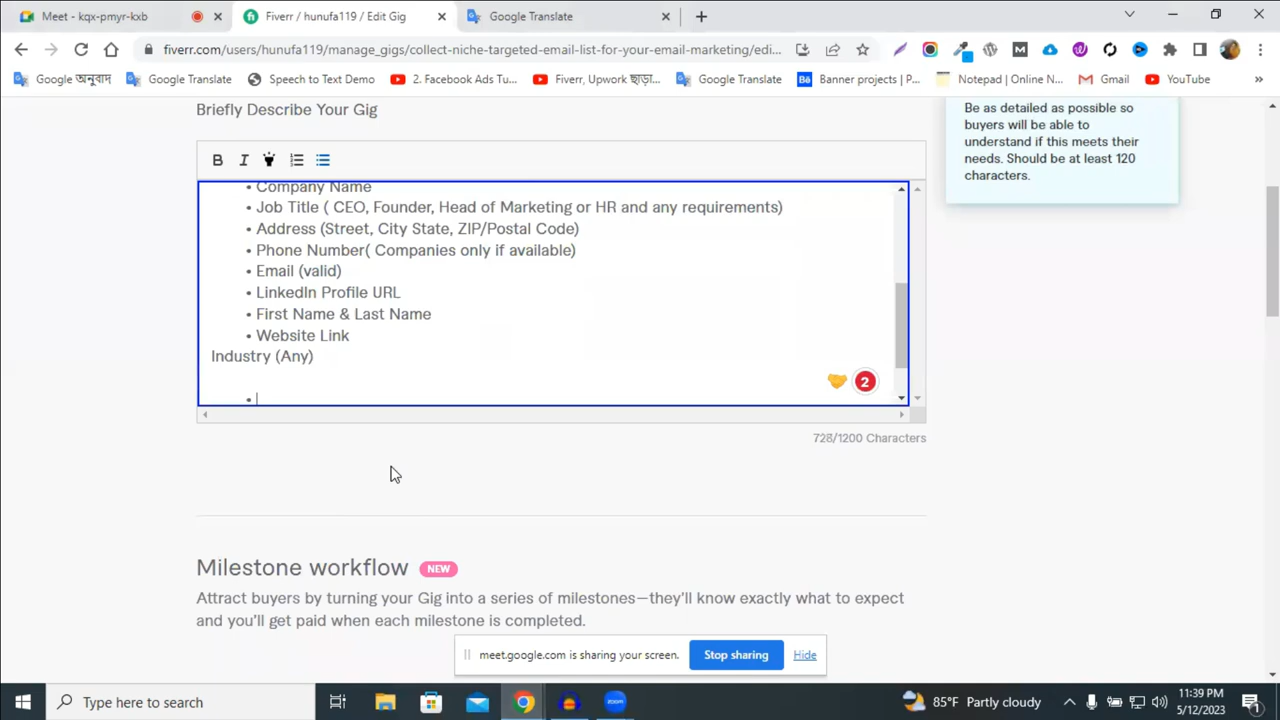 Meet - kqx-pmyr-kxb
Fiverr / hunufa119 / Edit Gig
Google Translate
fiverr.com/users/hunufa119/manage_gigs/collect-niche-targeted-email-list-for-your-email-marketing/edi...
Google অনুবাদ
Google Translate
Speech to Text Demo
2. Facebook Ads Tu...
Fiverr, Upwork ছাড়া...
Google Translate
Bē Banner projects | P...
Notepad | Online N...
Gmail
YouTube
»
Briefly Describe Your Gig
B I
• Company Name
• Job Title ( CEO, Founder, Head of Marketing or HR and any requirements)
• Address (Street, City State, ZIP/Postal Code)
• Phone Number( Companies only if available)
• Email (valid)
• LinkedIn Profile URL
• First Name & Last Name
• Website Link
Industry (Any)
•
2
728/1200 Characters
Be as detailed as possible so
buyers will be able to
understand if this meets their
needs. Should be at least 120
characters.
Milestone workflow NEW
Attract buyers by turning your Gig into a series of milestones—they'll know exactly what to expect
and you'll get paid when each milestone is completed.
meet.google.com is sharing your screen.
Stop sharing
Hide
Type here to search
zoom
85°F Partly cloudy
11:39 PM
5/12/2023
1